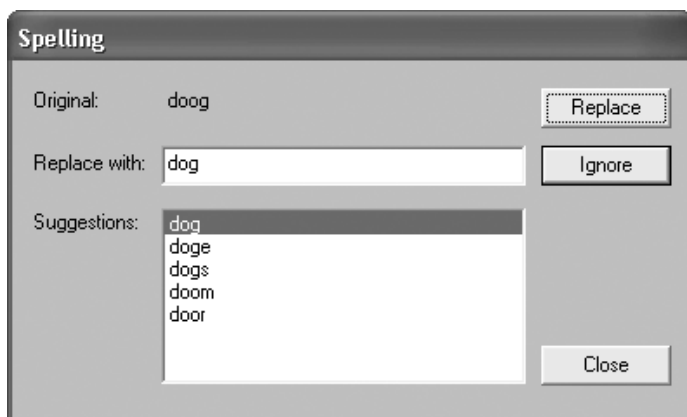 Spelling
Original: doog Replace
Replace with: dog Ignore
Suggestions: dog
doge
dogs
doom
door
Close